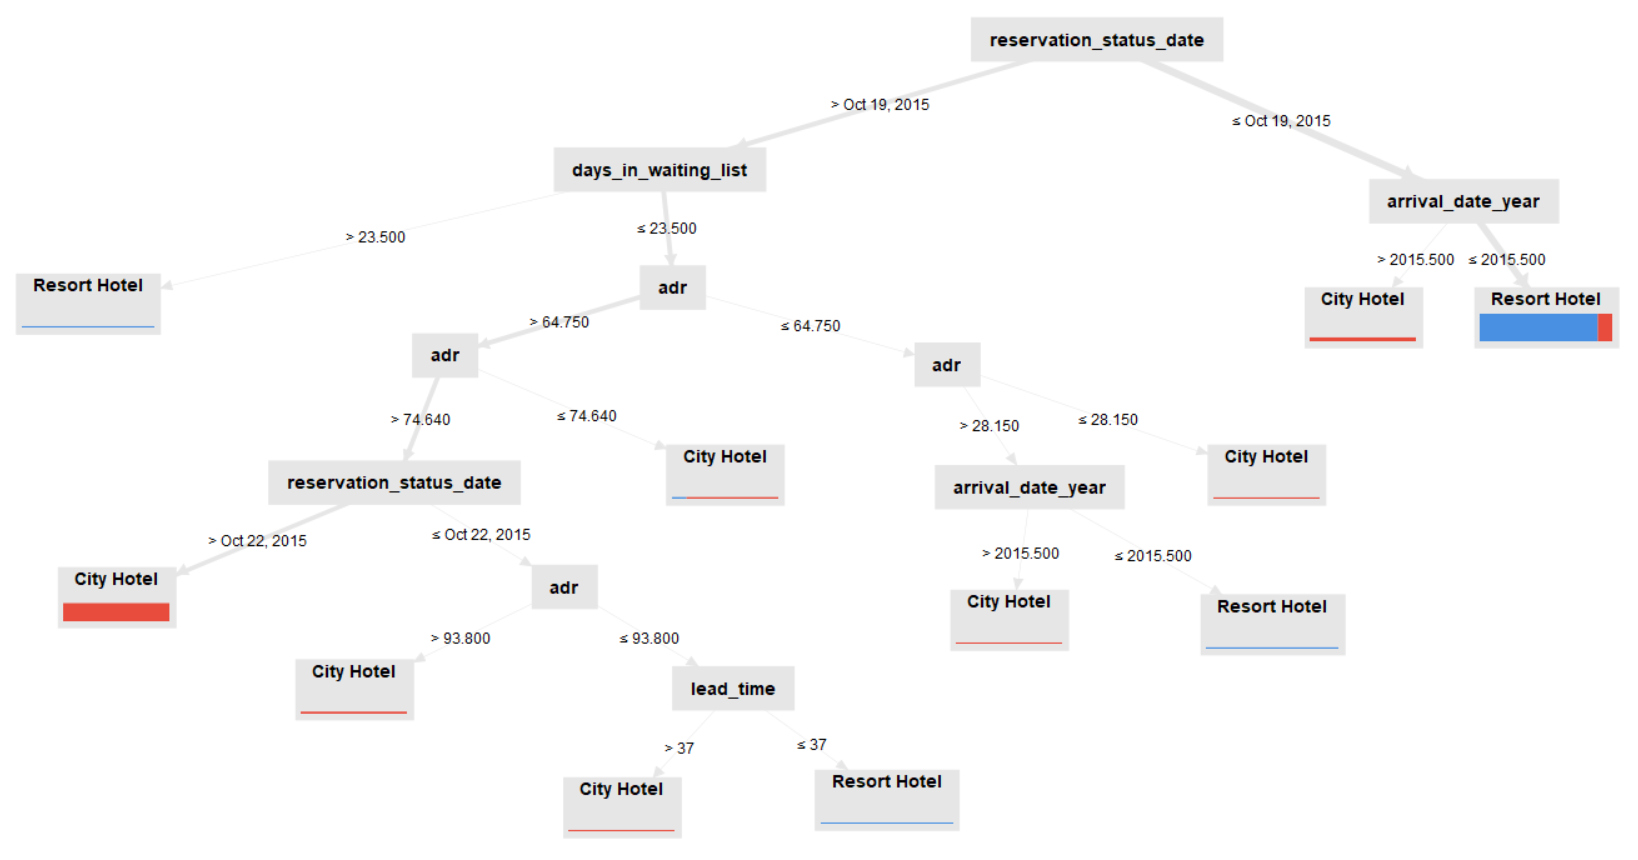 reservation_status_date
> Oct 19, 2015
≤ Oct 19, 2015
days_in_waiting_list
arrival_date_year
> 23.500
≤ 23.500
> 2015.500
≤ 2015.500
Resort Hotel
adr
City Hotel
Resort Hotel
> 64.750
≤ 64.750
adr
adr
> 74.640
≤ 74.640
> 28.150
≤ 28.150
reservation_status_date
City Hotel
arrival_date_year
City Hotel
> Oct 22, 2015
≤ Oct 22, 2015
> 2015.500
≤ 2015.500
City Hotel
adr
City Hotel
Resort Hotel
> 93.800
≤ 93.800
City Hotel
lead_time
> 37
≤ 37
City Hotel
Resort Hotel